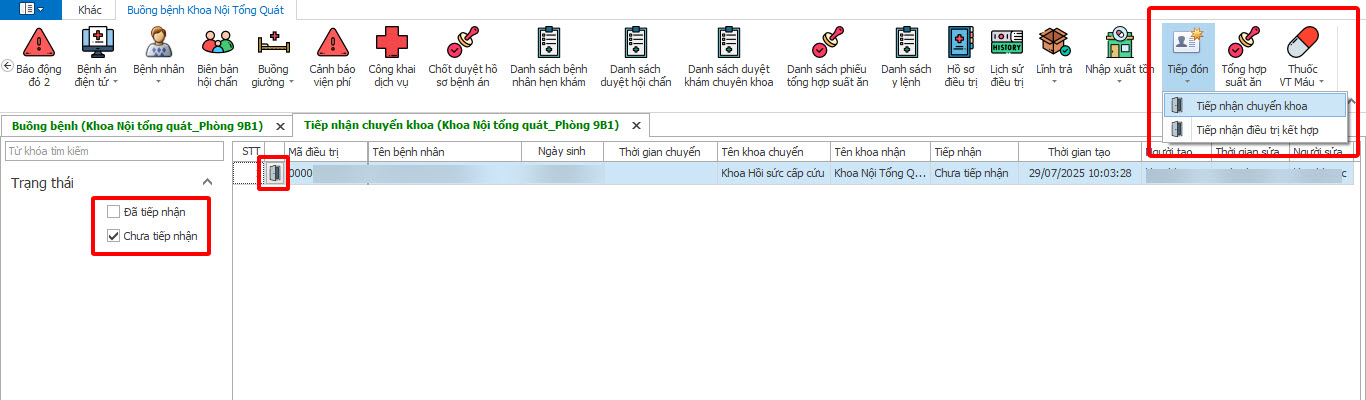 Khác
Buồng bệnh Khoa Nội Tổng Quát
Báo động
đỏ 2
Bệnh án
điện tử
Bệnh nhân
Biên bản
hội chẩn
Buồng
giường
Cảnh báo
viện phí
Công khai
dịch vụ
Chốt duyệt hồ
sơ bệnh án
Danh sách bệnh
nhân hẹn khám
Danh sách
duyệt hội chẩn
Danh sách duyệt
khám chuyên khoa
Danh sách phiếu
tổng hợp suất ăn
Danh sách
y lệnh
Hồ sơ
điều trị
HISTORY
Lịch sử
điều trị
Lĩnh trả
Nhập xuất tồn
Tiếp đón
Tổng hợp
suất ăn
Thuốc
VT Máu
Tiếp nhận chuyển khoa
Tiếp nhận điều trị kết hợp
Buồng bệnh (Khoa Nội tổng quát_Phòng 9B1)
Tiếp nhận chuyển khoa (Khoa Nội tổng quát_Phòng 9B1)
Từ khóa tìm kiếm
Trạng thái
Đã tiếp nhận
Chưa tiếp nhận
STT Mã điều trị Tên bệnh nhân Ngày sinh Thời gian chuyển Tên khoa chuyển Tên khoa nhận Tiếp nhận Thời gian tạo Người tạo Thời gian sửa Người sửa
0000 Khoa Hồi sức cấp cứu Khoa Nội Tổng Q... Chưa tiếp nhận 29/07/2025 10:03:28